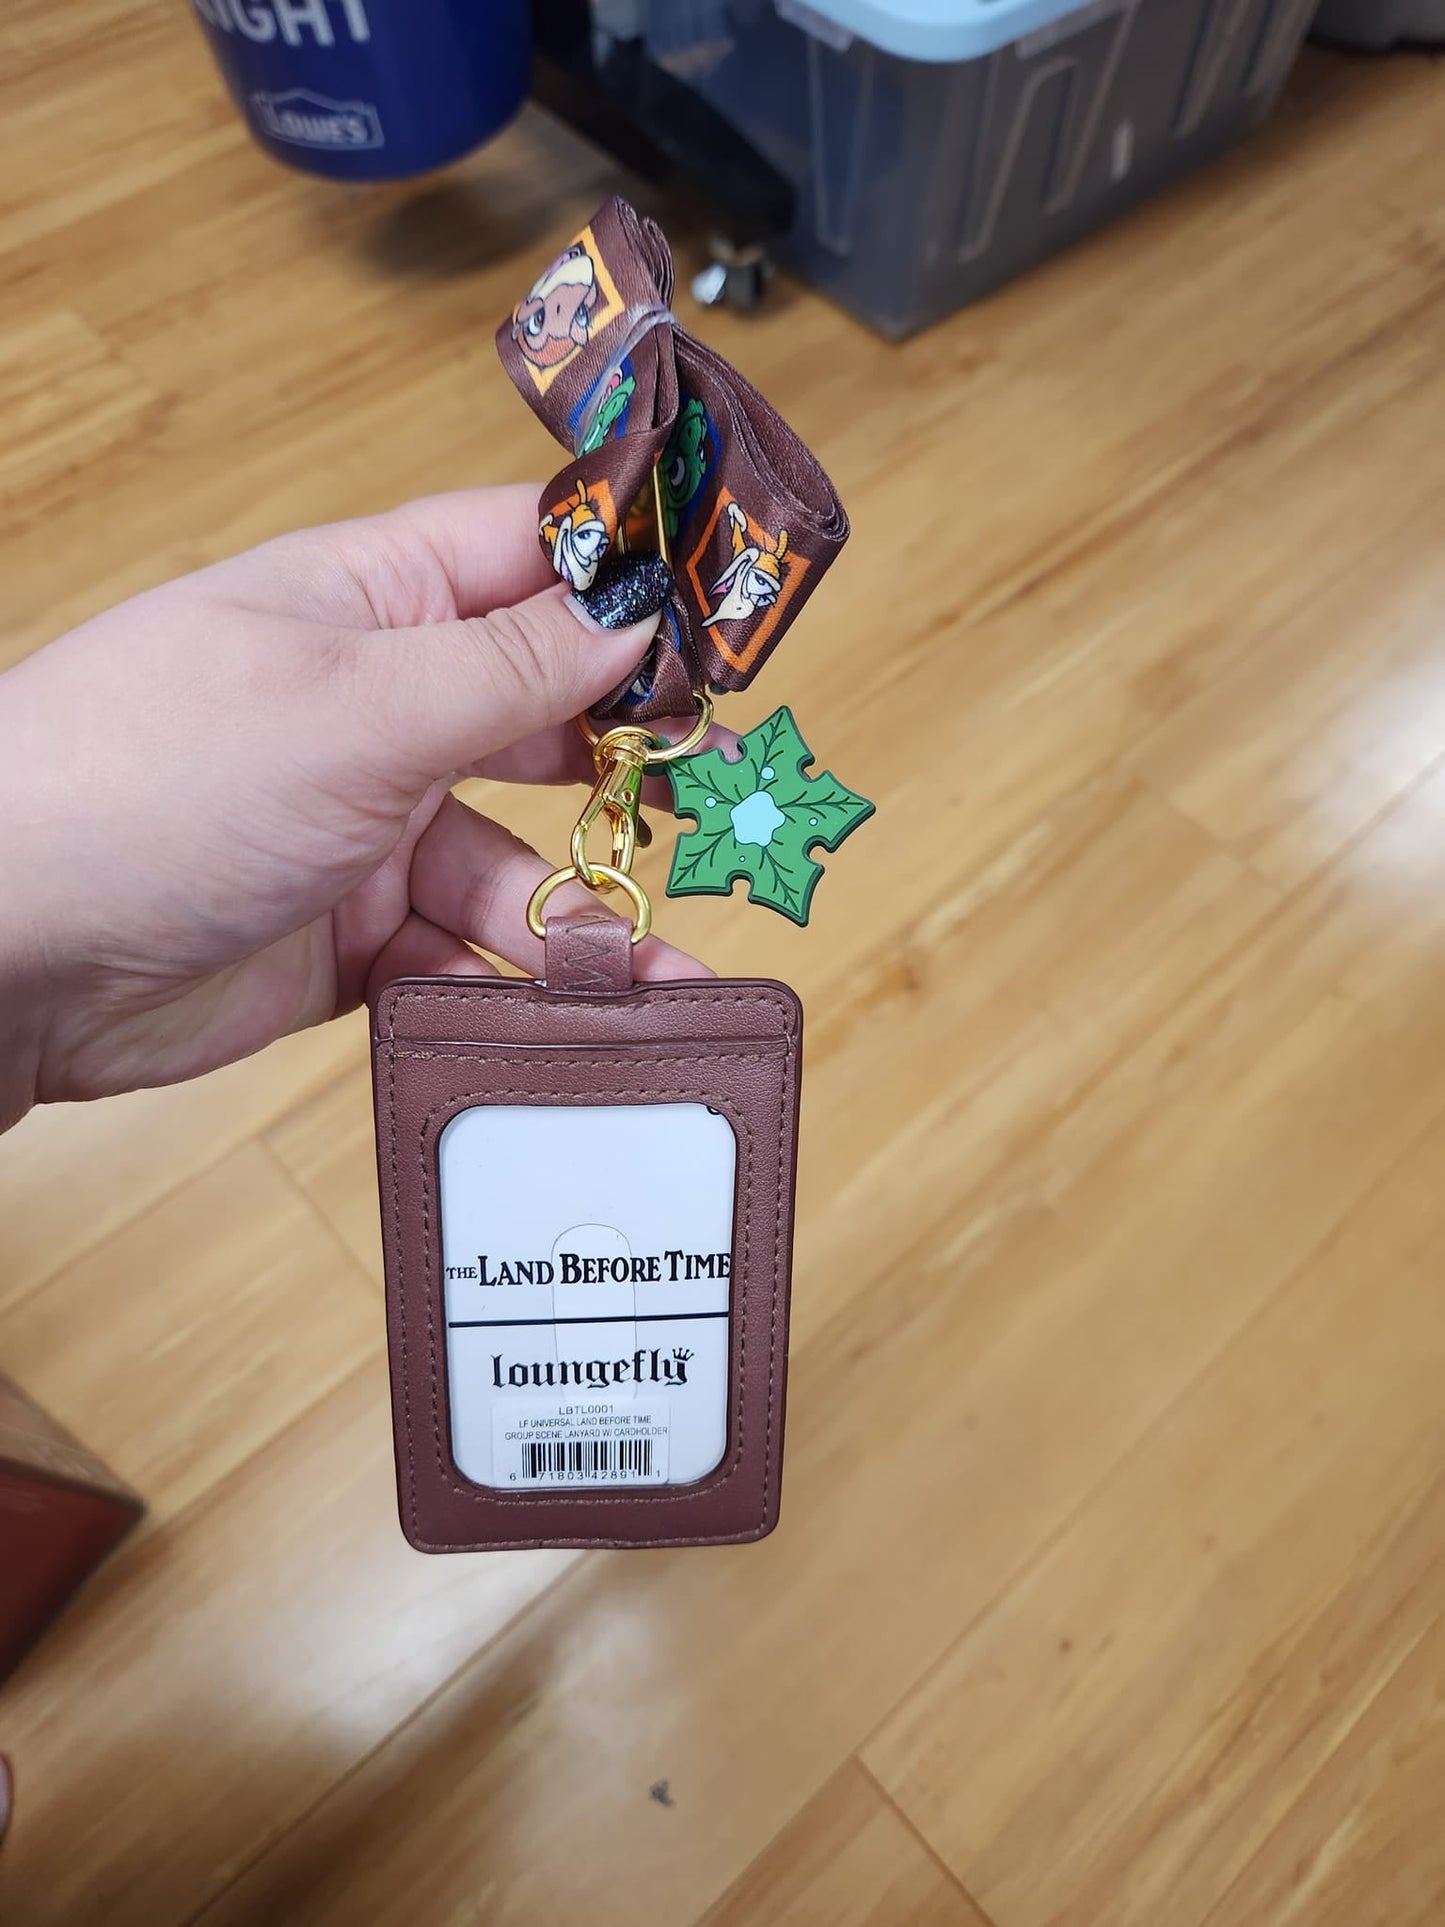 LOWE'S
THE LAND BEFORE TIME
loungefly
LBTL0001
LF UNIVERSAL LAND BEFORE TIME
GROUP SCENE LANYARD W/ CARDHOLDER
6 71803 42891 1